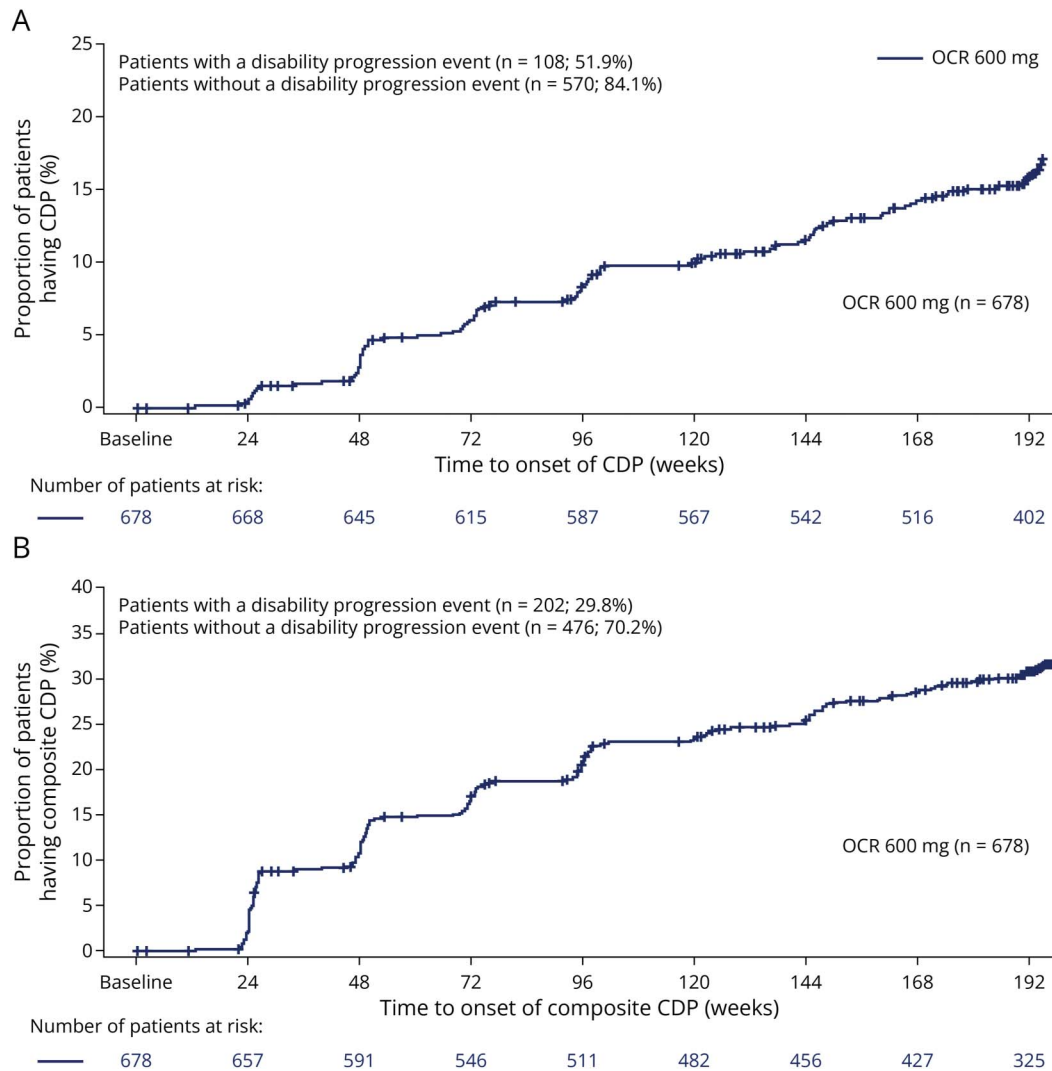 A
25
20
15
10
5
0
Proportion of patients
having CDP (%)
Patients with a disability progression event (n = 108; 51.9%)
Patients without a disability progression event (n = 570; 84.1%)
OCR 600 mg
OCR 600 mg (n = 678)
Baseline 24 48 72 96 120 144 168 192
Time to onset of CDP (weeks)
Number of patients at risk:
678 668 645 615 587 567 542 516 402
B
40
35
30
25
20
15
10
5
0
Proportion of patients
having composite CDP (%)
Patients with a disability progression event (n = 202; 29.8%)
Patients without a disability progression event (n = 476; 70.2%)
OCR 600 mg (n = 678)
Baseline 24 48 72 96 120 144 168 192
Time to onset of composite CDP (weeks)
Number of patients at risk:
678 657 591 546 511 482 456 427 325